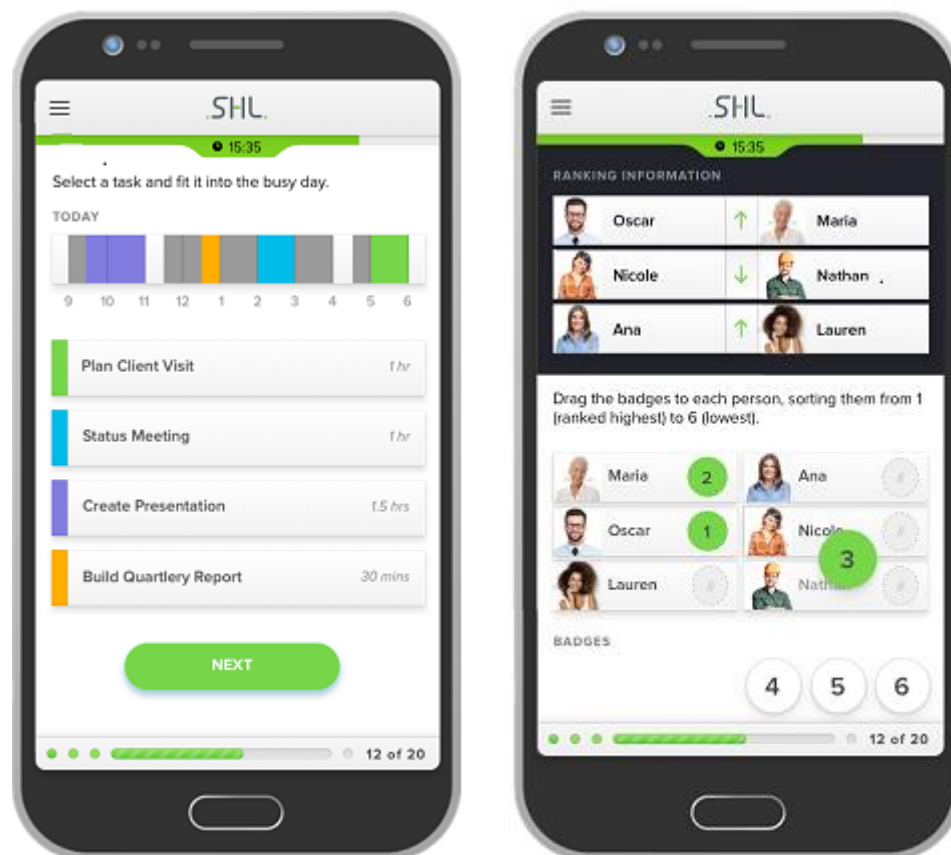 .SHL.
15:35
Select a task and fit it into the busy day.
TODAY
9 10 11 12 1 2 3 4 5 6
Plan Client Visit 1 hr
Status Meeting 1 hr
Create Presentation 1.5 hrs
Build Quartlery Report 30 mins
NEXT
12 of 20
.SHL.
15:35
RANKING INFORMATION
Oscar ↑ Maria
Nicole ↓ Nathan
Ana ↑ Lauren
Drag the badges to each person, sorting them from 1
(ranked highest) to 6 (lowest).
Maria 2 Ana #
Oscar 1 Nicole #
3
Lauren # Nathan #
BADGES
4 5 6
12 of 20